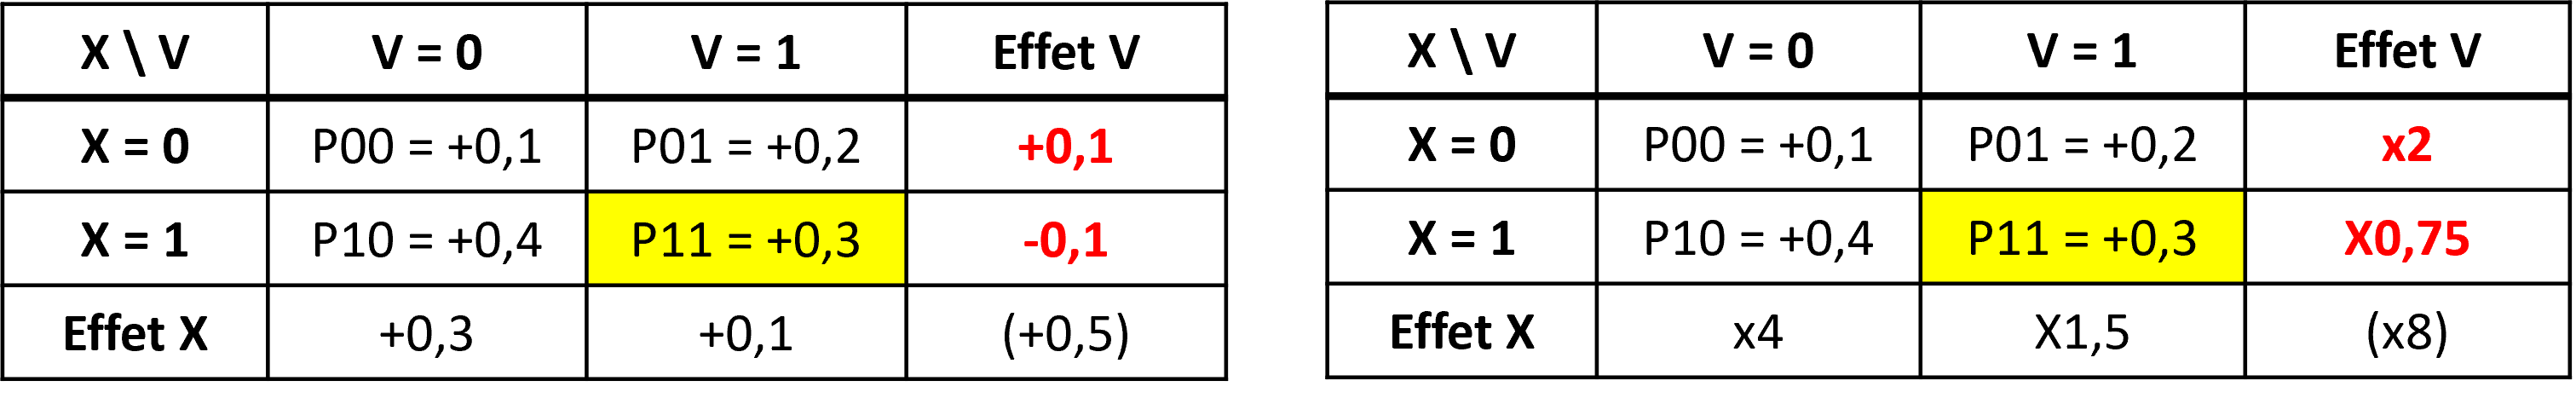 X \ V V = 0 V = 1 Effet V
X = 0 P00 = +0,1 P01 = +0,2 +0,1
X = 1 P10 = +0,4 P11 = +0,3 -0,1
Effet X +0,3 +0,1 (+0,5)
X \ V V = 0 V = 1 Effet V
X = 0 P00 = +0,1 P01 = +0,2 x2
X = 1 P10 = +0,4 P11 = +0,3 X0,75
Effet X x4 X1,5 (x8)